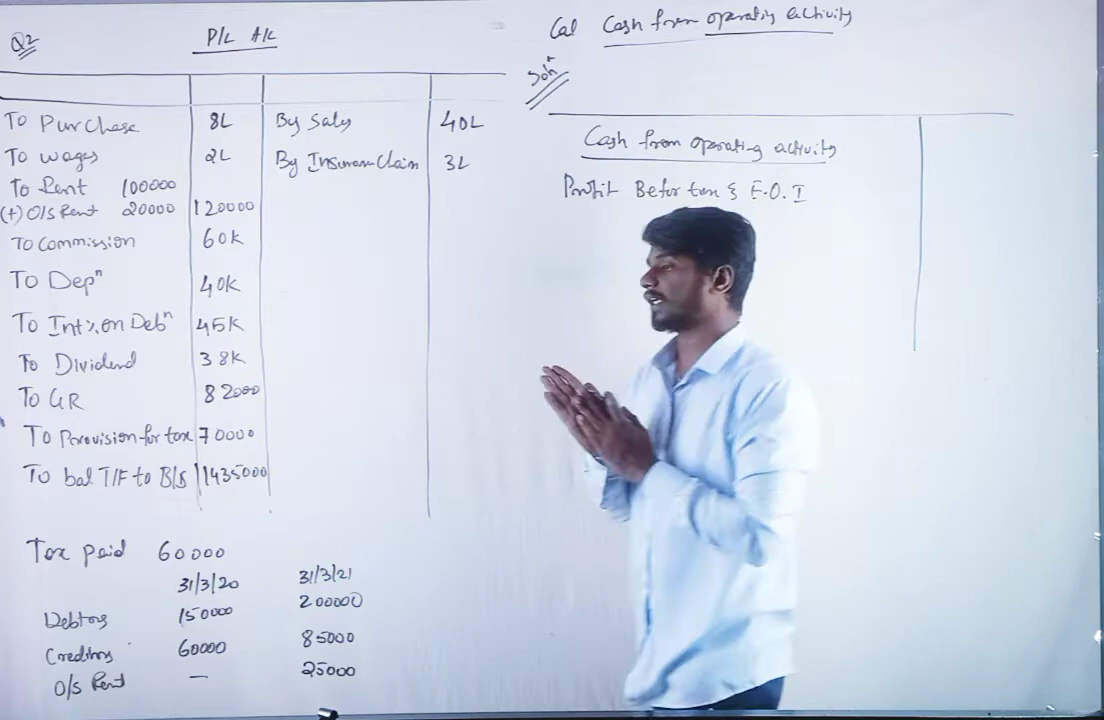 Q2
P/L A/C
To Purchase 8L By Sales 40L
To wages 2L By Insuran Claim 3L
To Rent 100000
(+) O/s Rent 20000 120000
To Commission 60K
To Depⁿ 40K
To Int% on Debⁿ 45K
To Dividend 38K
To GR 82000
To Provision for tax 70000
To bal T/F to B/S 1435000
Tax paid 60000
31/3/20 31/3/21
Debtors 150000 200000
Creditors 60000 85000
O/s Rent — 25000
Cal Cash from operating activity
Solⁿ
Cash from operating activity
Profit Befor tax & E.O.I